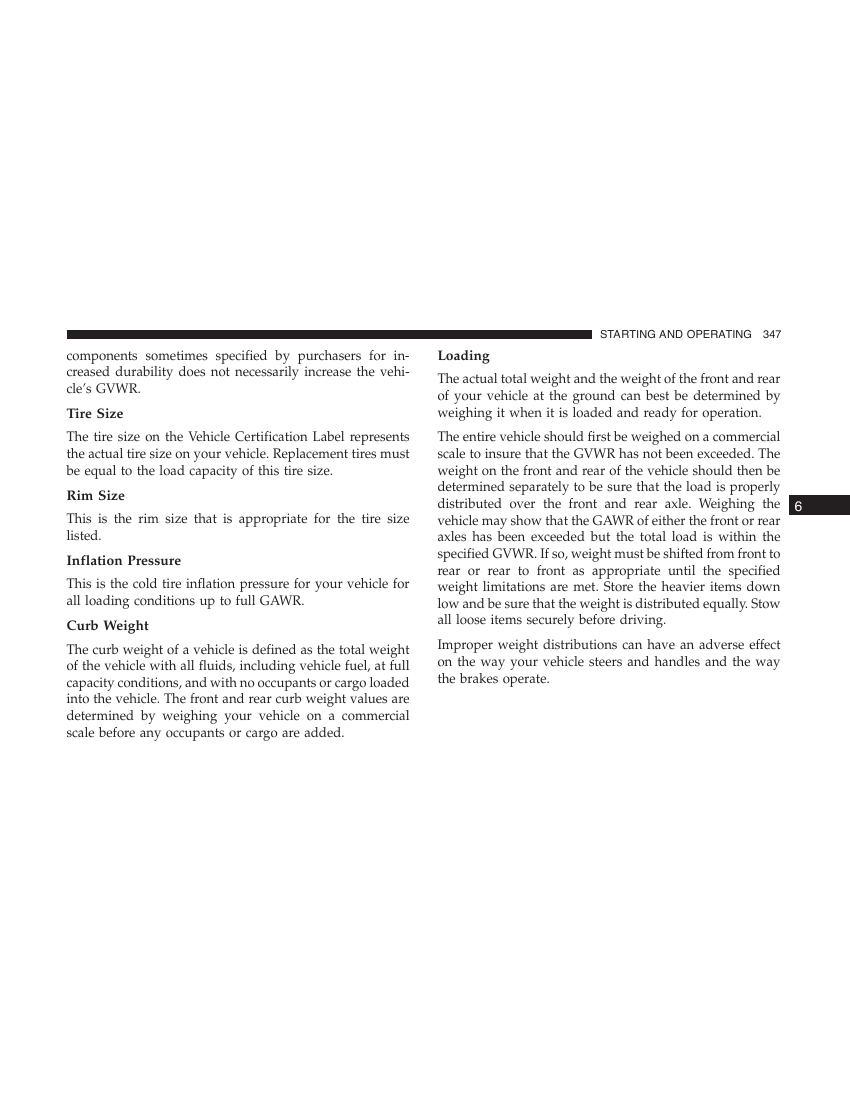 STARTING AND OPERATING 347
components sometimes specified by purchasers for in-
creased durability does not necessarily increase the vehi-
cle's GVWR.
Tire Size
The tire size on the Vehicle Certification Label represents
the actual tire size on your vehicle. Replacement tires must
be equal to the load capacity of this tire size.
Rim Size
This is the rim size that is appropriate for the tire size
listed.
Inflation Pressure
This is the cold tire inflation pressure for your vehicle for
all loading conditions up to full GAWR.
Curb Weight
The curb weight of a vehicle is defined as the total weight
of the vehicle with all fluids, including vehicle fuel, at full
capacity conditions, and with no occupants or cargo loaded
into the vehicle. The front and rear curb weight values are
determined by weighing your vehicle on a commercial
scale before any occupants or cargo are added.
Loading
The actual total weight and the weight of the front and rear
of your vehicle at the ground can best be determined by
weighing it when it is loaded and ready for operation.
The entire vehicle should first be weighed on a commercial
scale to insure that the GVWR has not been exceeded. The
weight on the front and rear of the vehicle should then be
determined separately to be sure that the load is properly
distributed over the front and rear axle. Weighing the
vehicle may show that the GAWR of either the front or rear
axles has been exceeded but the total load is within the
specified GVWR. If so, weight must be shifted from front to
rear or rear to front as appropriate until the specified
weight limitations are met. Store the heavier items down
low and be sure that the weight is distributed equally. Stow
all loose items securely before driving.
Improper weight distributions can have an adverse effect
on the way your vehicle steers and handles and the way
the brakes operate.
6